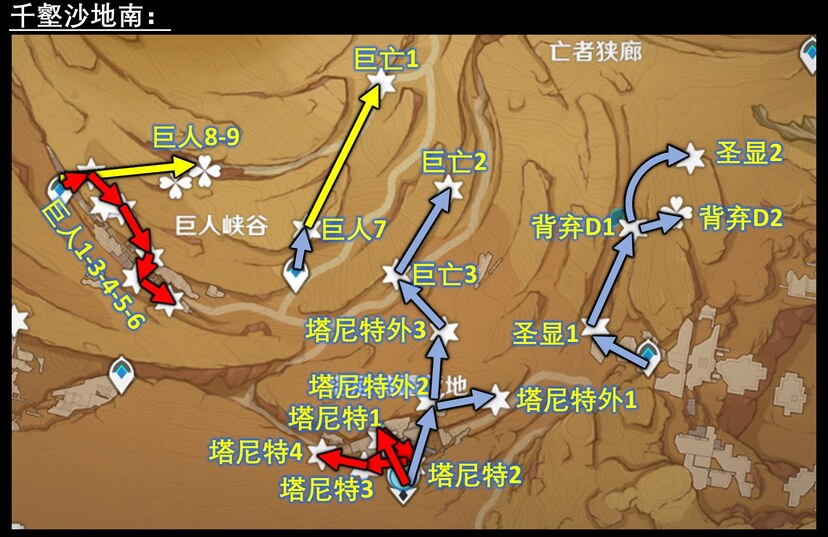 千壑沙地南：
亡者狭廊
巨亡1
巨人8-9
巨亡2
圣显2
巨人1-3-4-5-6
巨人峡谷
巨人7
背弃D1
背弃D2
巨亡3
塔尼特外3
圣显1
塔尼特外2
地
塔尼特外1
塔尼特1
塔尼特4
塔尼特3
塔尼特2